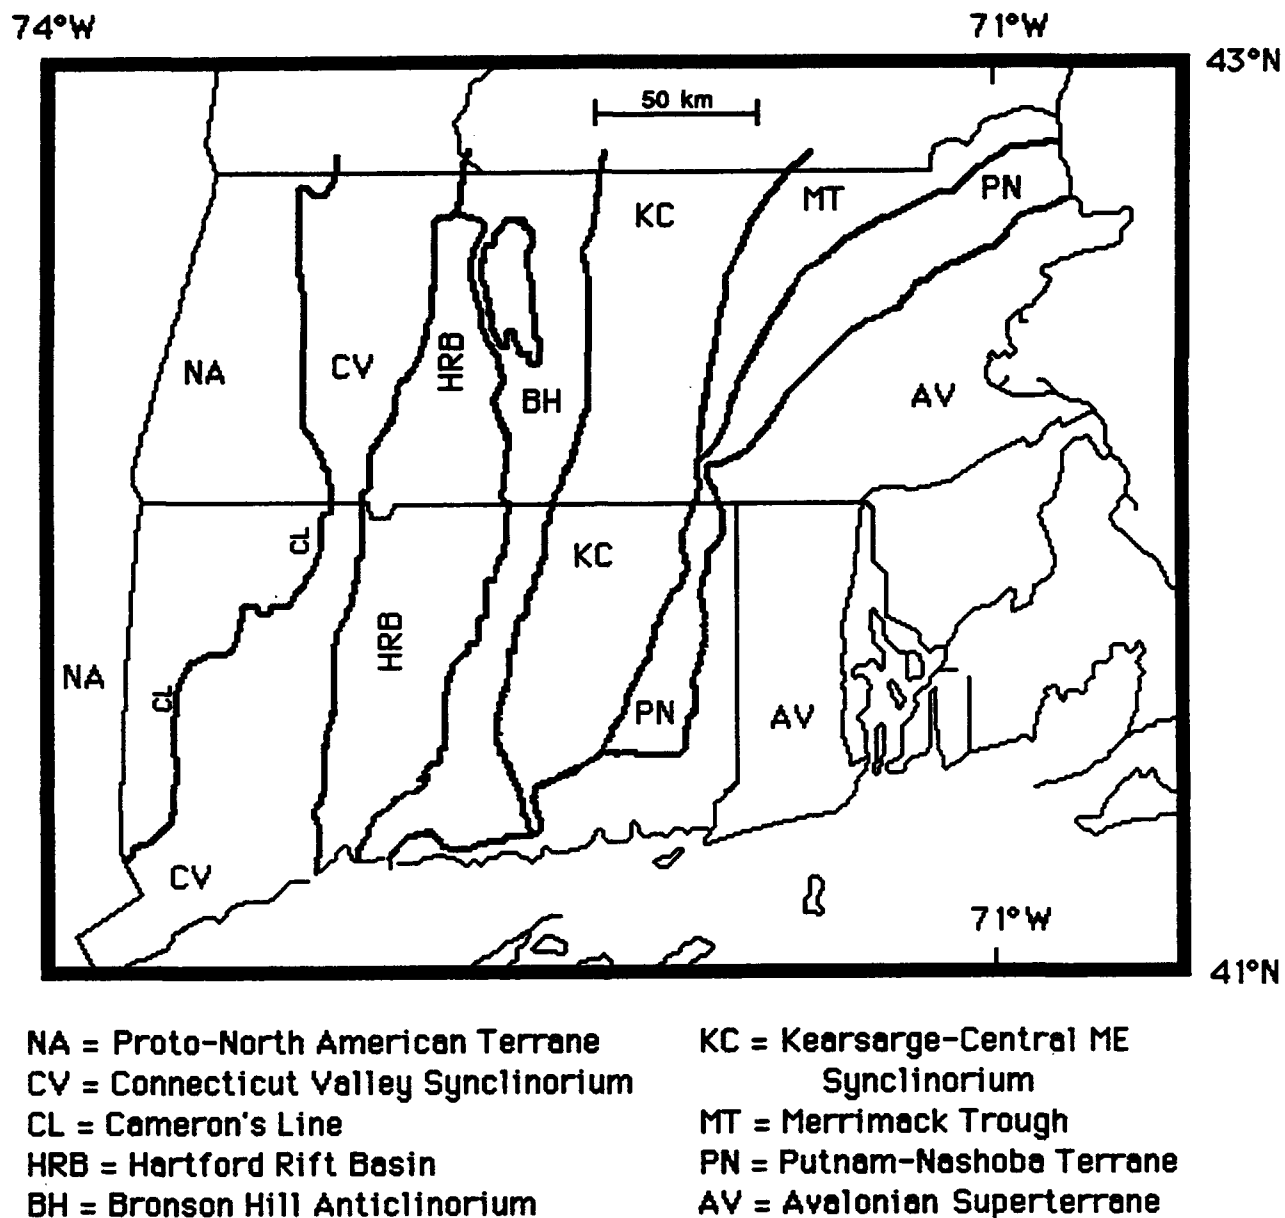 74°W
71°W
43°N
50 km
KC
MT
PN
NA
CV
HRB
BH
AV
CL
KC
HRB
NA
CL
PN
AV
CV
71°W
41°N
NA = Proto-North American Terrane
CV = Connecticut Valley Synclinorium
CL = Cameron's Line
HRB = Hartford Rift Basin
BH = Bronson Hill Anticlinorium
KC = Kearsarge-Central ME
Synclinorium
MT = Merrimack Trough
PN = Putnam-Nashoba Terrane
AV = Avalonian Superterrane